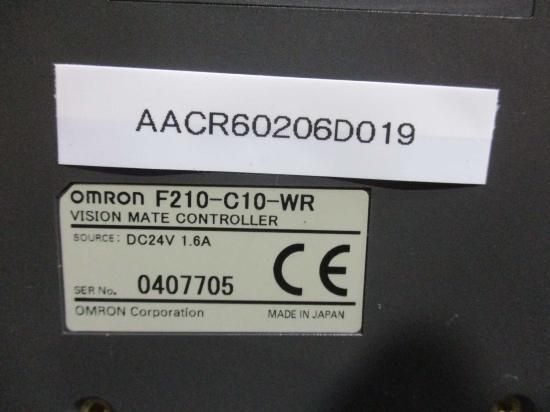 AACR60206D019
OMRON F210-C10-WR
VISION MATE CONTROLLER
SOURCE: DC24V 1.6A
CE
SER No. 0407705
OMRON Corporation MADE IN JAPAN